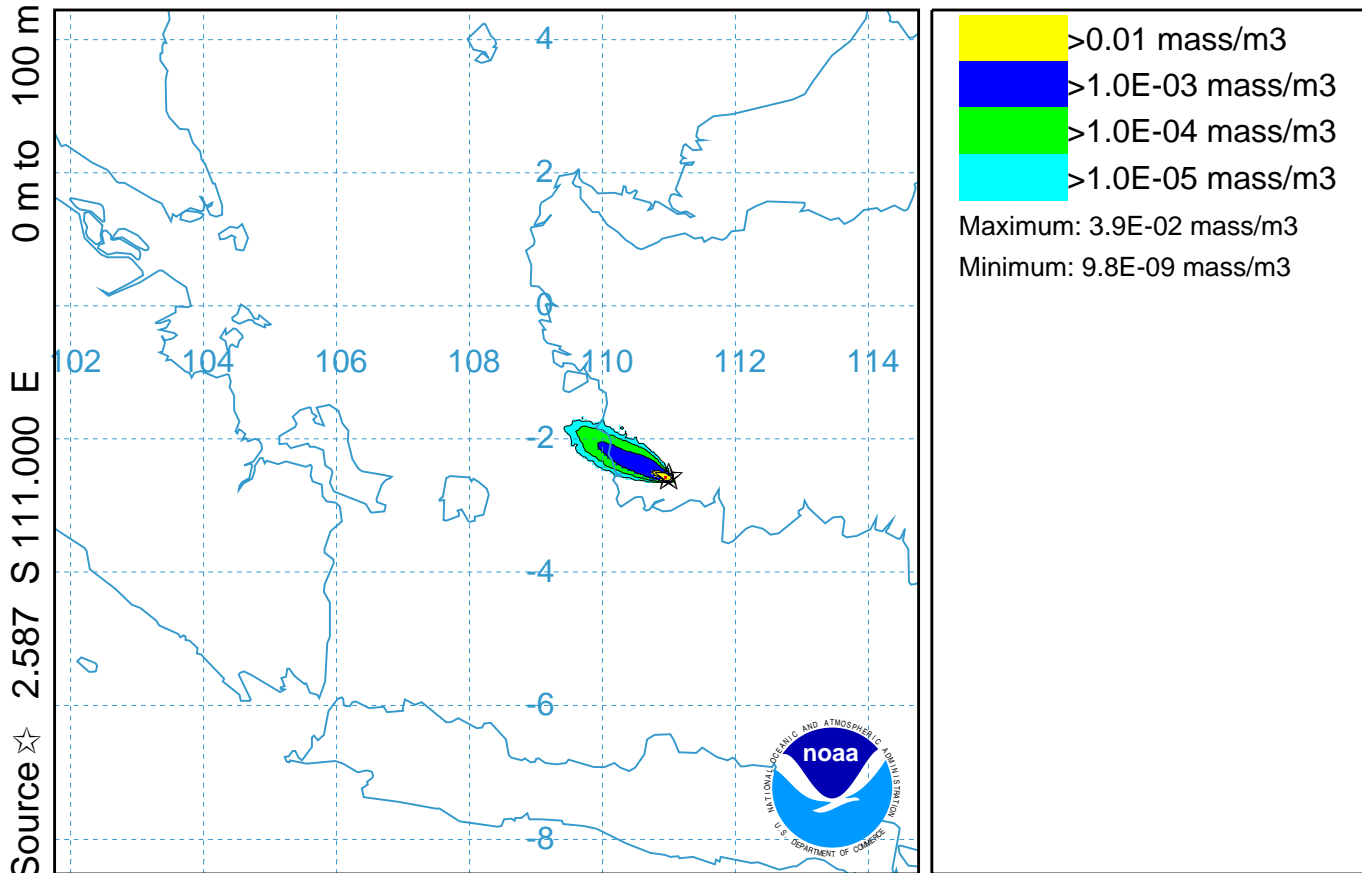 Source ☆ 2.587 S 111.000 E 0 m to 100 m
>0.01 mass/m3
>1.0E-03 mass/m3
>1.0E-04 mass/m3
>1.0E-05 mass/m3
Maximum: 3.9E-02 mass/m3
Minimum: 9.8E-09 mass/m3
4
2
0
102 104 106 108 110 112 114
-2
-4
-6
-8
NATIONAL OCEANIC AND ATMOSPHERIC ADMINISTRATION
noaa
U.S. DEPARTMENT OF COMMERCE